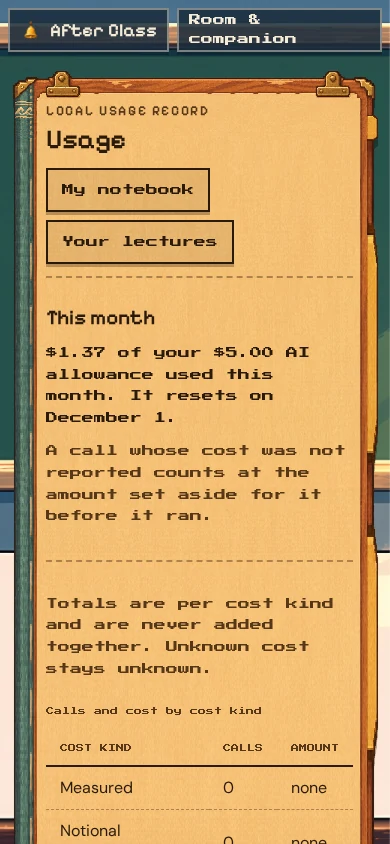 After Class
Room &
companion
LOCAL USAGE RECORD
Usage
My notebook
Your lectures
This month
$1.37 of your $5.00 AI
allowance used this
month. It resets on
December 1.
A call whose cost was not
reported counts at the
amount set aside for it
before it ran.
Totals are per cost kind
and are never added
together. Unknown cost
stays unknown.
Calls and cost by cost kind
COST KIND CALLS AMOUNT
Measured 0 none
Notional
0 none